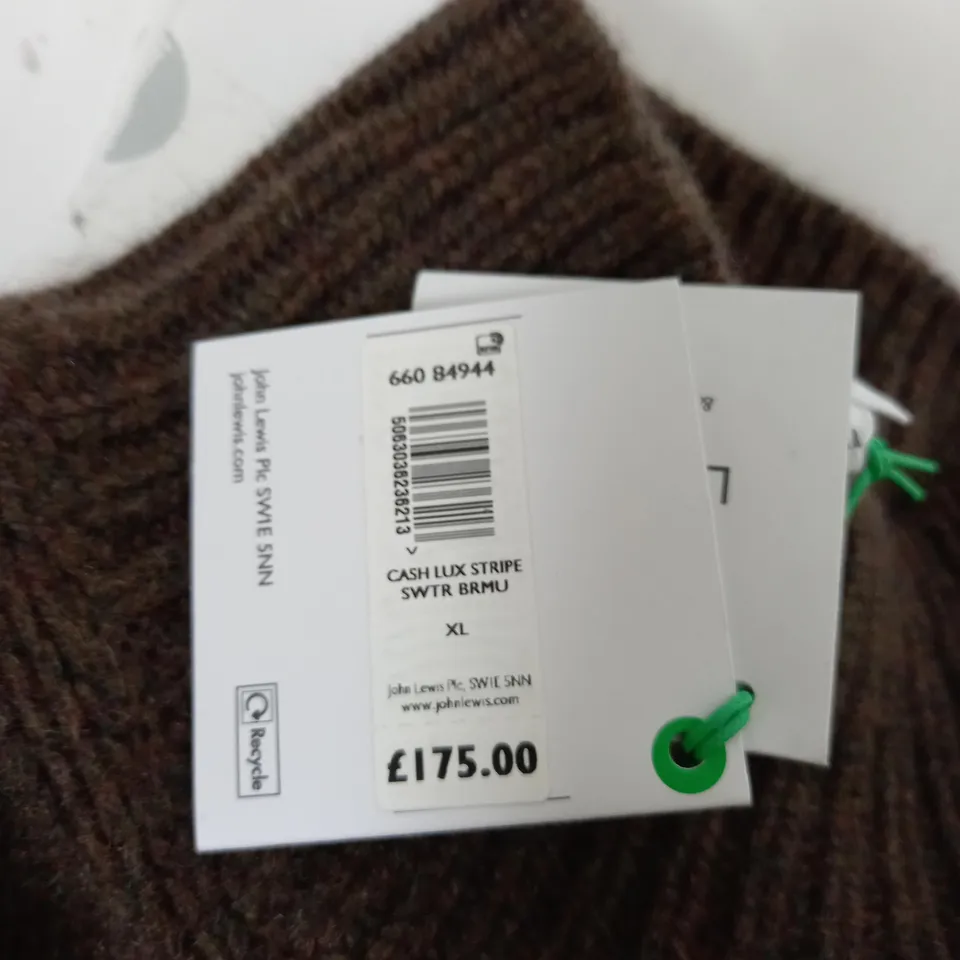 John Lewis Plc SW1E 5NN
johnlewis.com
Recycle
660 84944
5063036236213
CASH LUX STRIPE
SWTR BRMU
XL
John Lewis Plc, SW1E 5NN
www.johnlewis.com
£175.00